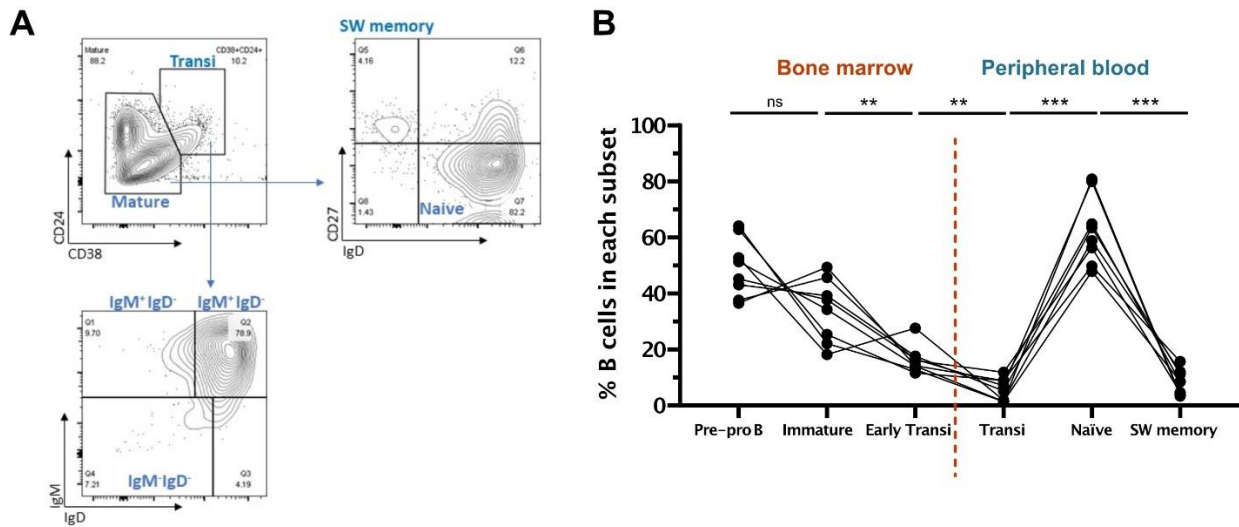 A
SW memory
Mature
88.2
CD38+CD24+
10.2
Transi
Mature
CD24
CD38
Q5
4.16
Q6
12.2
Q8
1.43
Naive
Q7
82.2
CD27
IgD
IgM⁺IgD⁻
IgM⁺IgD⁻
Q1
9.70
Q2
78.9
Q4
7.21
IgM⁻IgD⁻
Q3
4.19
IgM
IgD
B
Bone marrow
Peripheral blood
ns
**
**
***
***
% B cells in each subset
100
80
60
40
20
0
Pre-pro B
Immature
Early Transi
Transi
Naïve
SW memory